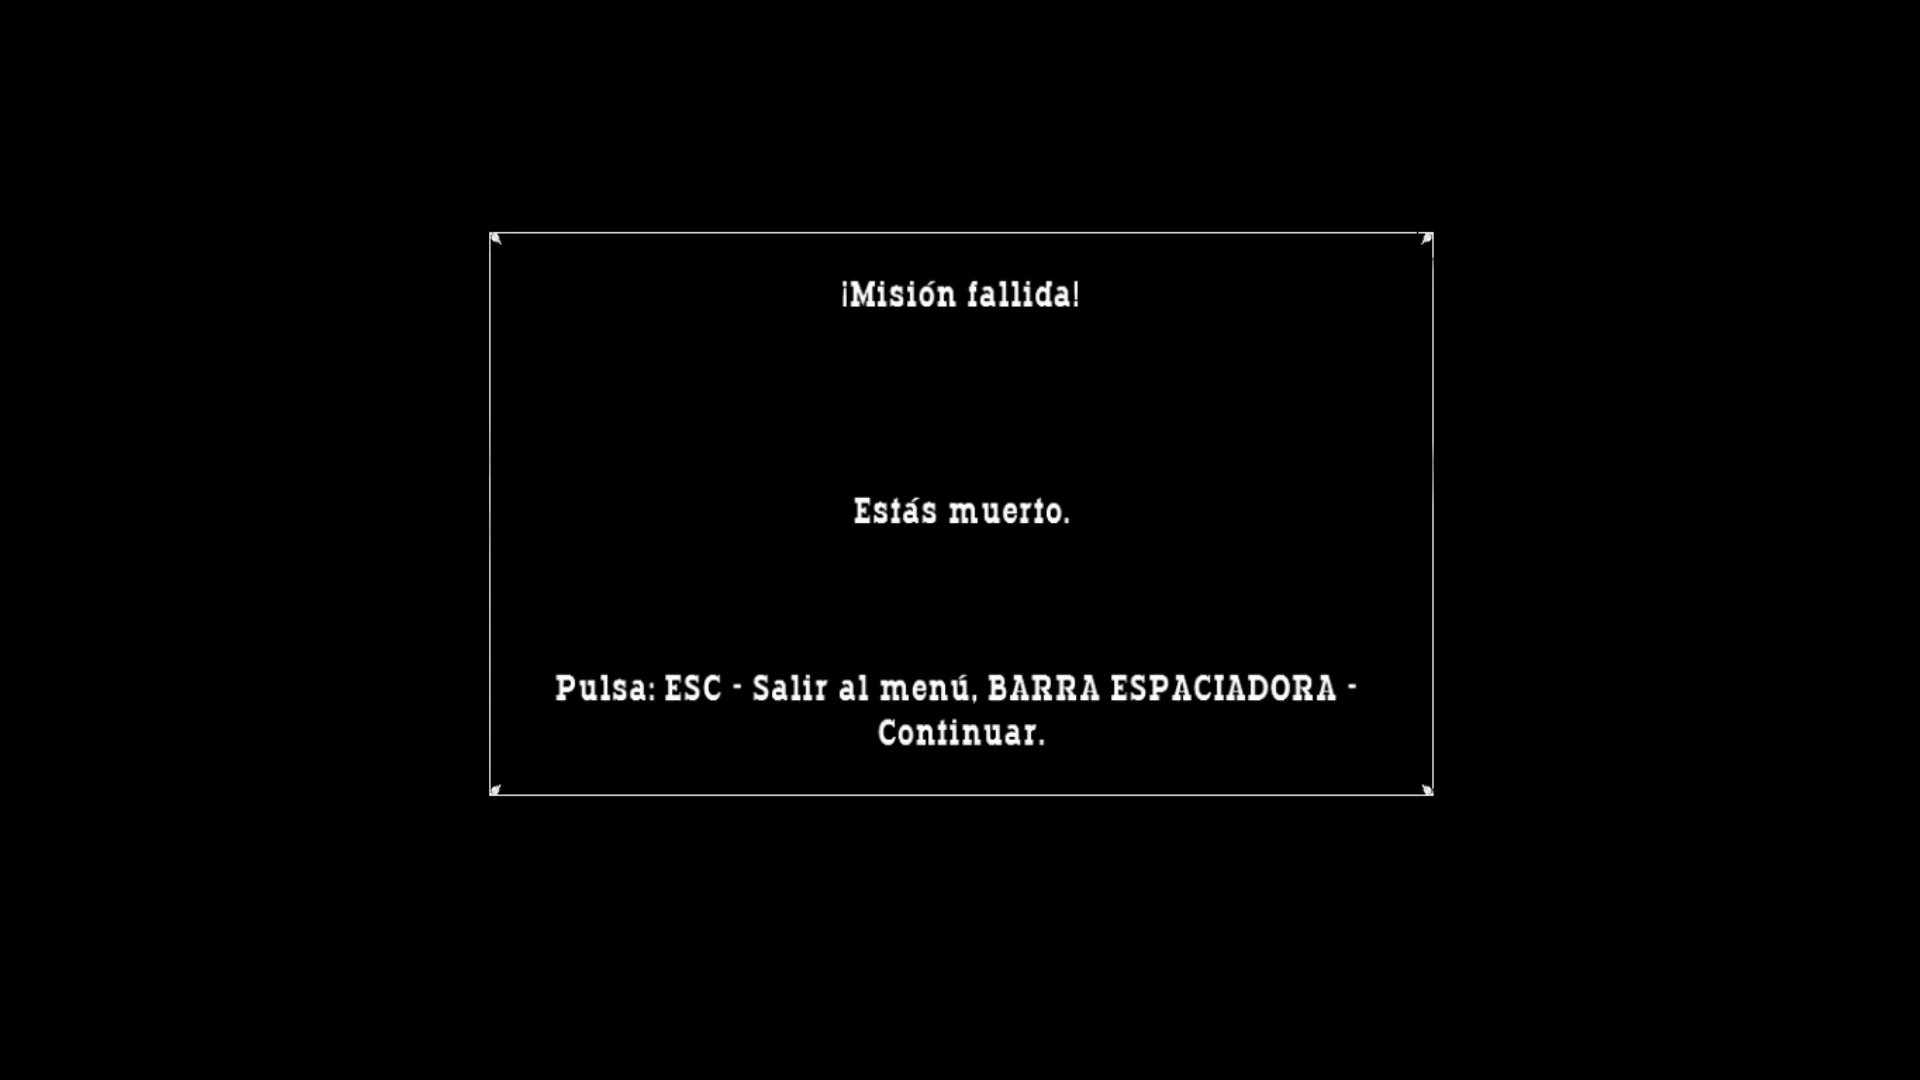 ¡Misión fallida!
Estás muerto.
Pulsa: ESC - Salir al menú, BARRA ESPACIADORA -
Continuar.